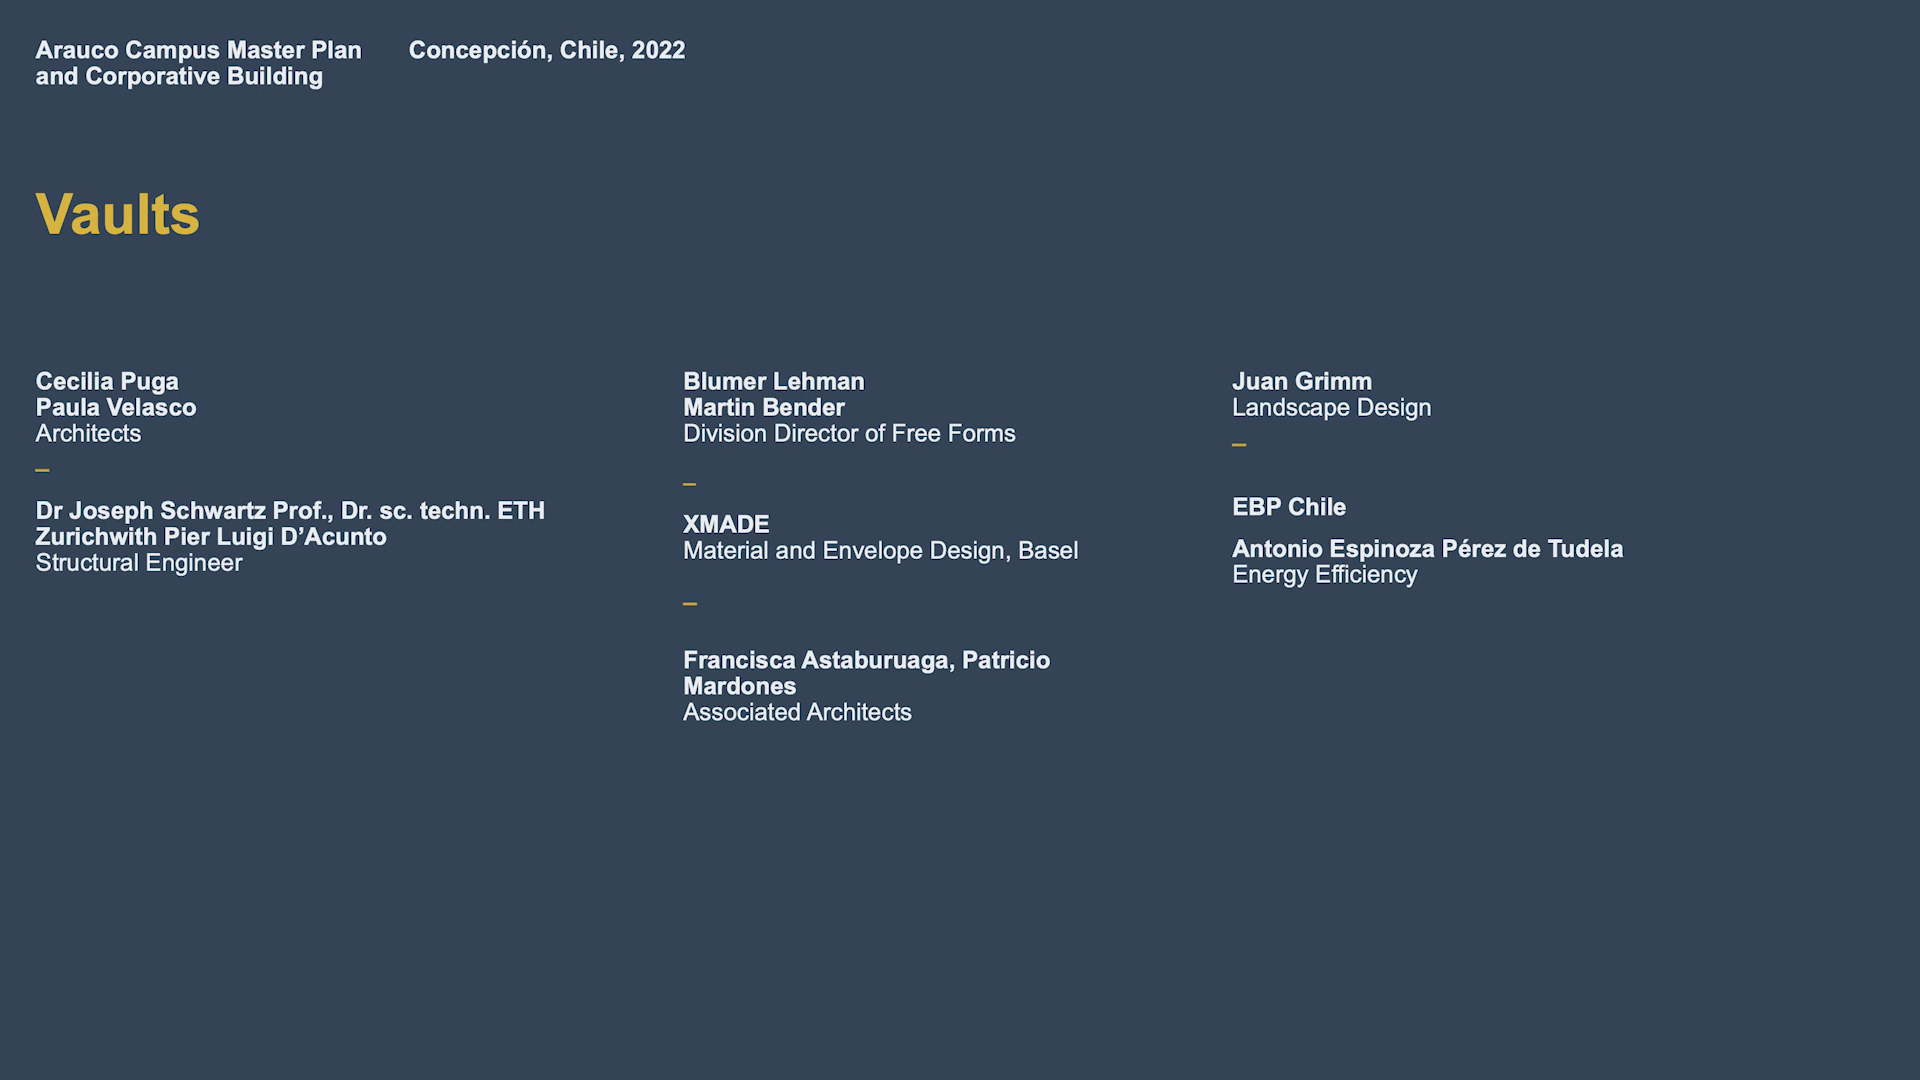 Arauco Campus Master Plan
and Corporative Building
Concepción, Chile, 2022
Vaults
Cecilia Puga
Paula Velasco
Architects
–
Dr Joseph Schwartz Prof., Dr. sc. techn. ETH
Zurichwith Pier Luigi D’Acunto
Structural Engineer
Blumer Lehman
Martin Bender
Division Director of Free Forms
–
XMADE
Material and Envelope Design, Basel
–
Francisca Astaburuaga, Patricio
Mardones
Associated Architects
Juan Grimm
Landscape Design
–
EBP Chile
Antonio Espinoza Pérez de Tudela
Energy Efficiency